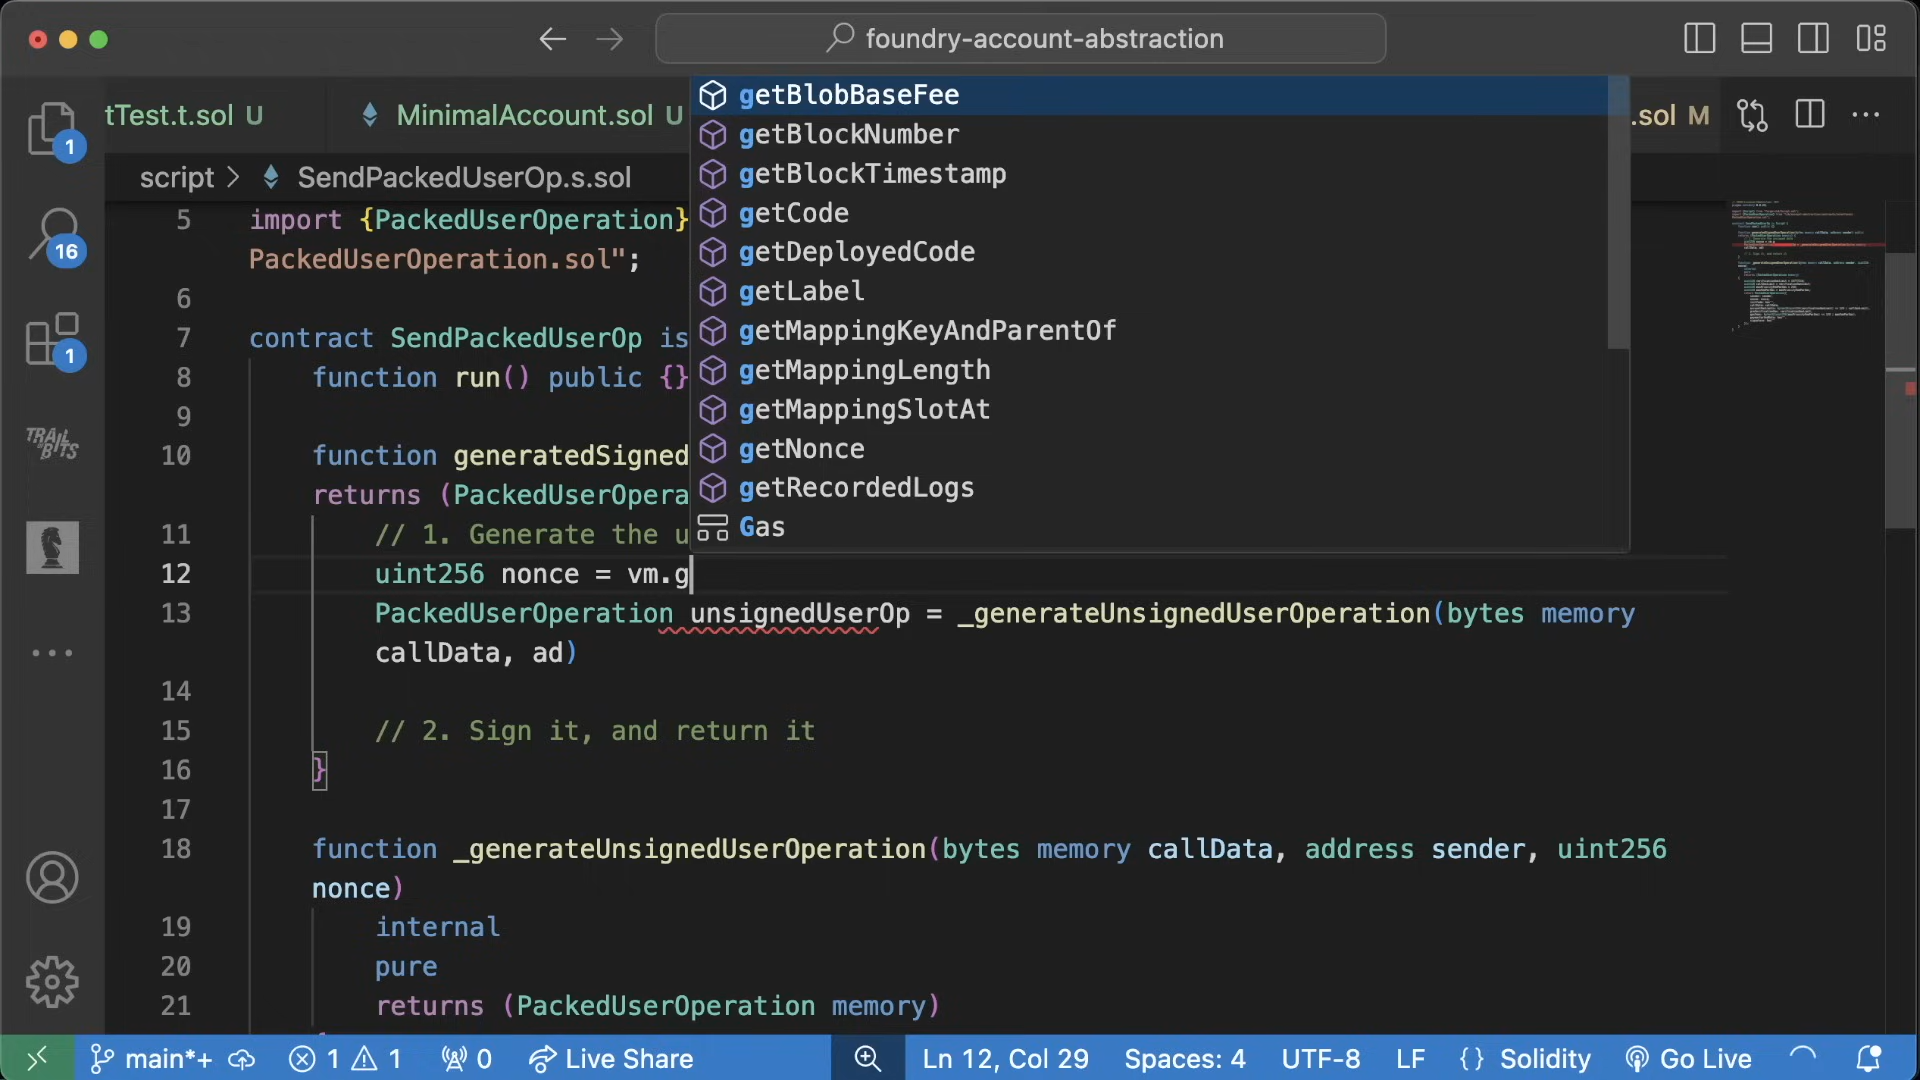 foundry-account-abstraction
tTest.t.sol U
MinimalAccount.sol U
.sol M
script > SendPackedUserOp.s.sol
1
16
1
TRAIL OF BITS
getBlobBaseFee
getBlockNumber
getBlockTimestamp
getCode
getDeployedCode
getLabel
getMappingKeyAndParentOf
getMappingLength
getMappingSlotAt
getNonce
getRecordedLogs
Gas
5 import {PackedUserOperation}
PackedUserOperation.sol";
6
7 contract SendPackedUserOp is
8 function run() public {}
9
10 function generatedSigned
returns (PackedUserOpera
11 // 1. Generate the u
12 uint256 nonce = vm.g
13 PackedUserOperation unsignedUserOp = _generateUnsignedUserOperation(bytes memory
callData, ad)
14
15 // 2. Sign it, and return it
16 }
17
18 function _generateUnsignedUserOperation(bytes memory callData, address sender, uint256
nonce)
19 internal
20 pure
21 returns (PackedUserOperation memory)
main*+ 1 1 0 Live Share Ln 12, Col 29 Spaces: 4 UTF-8 LF {} Solidity Go Live